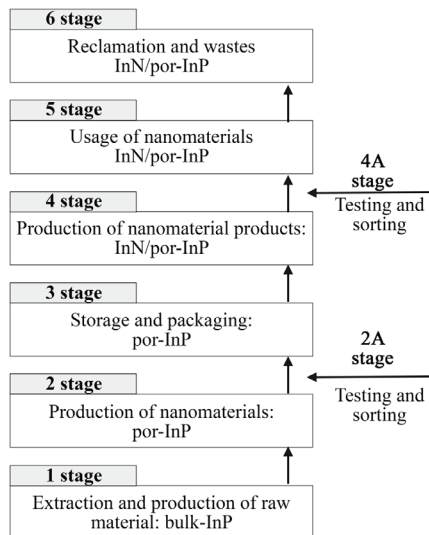 6 stage
Reclamation and wastes
InN/por-InP
5 stage
Usage of nanomaterials
InN/por-InP
4A
stage
Testing and
sorting
4 stage
Production of nanomaterial products:
InN/por-InP
3 stage
Storage and packaging:
por-InP
2A
stage
Testing and
sorting
2 stage
Production of nanomaterials:
por-InP
1 stage
Extraction and production of raw
material: bulk-InP